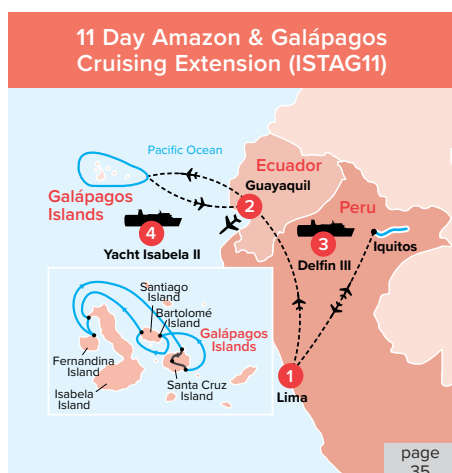 11 Day Amazon & Galápagos
Cruising Extension (ISTAG11)
Pacific Ocean
Ecuador
Guayaquil
2
Galápagos
Islands
Peru
4
3
Iquitos
Yacht Isabela II
Delfin III
Santiago
Island
Bartolomé
Island
Galápagos
Islands
Fernandina
Island
Isabela
Island
Santa Cruz
Island
1
Lima
page
35